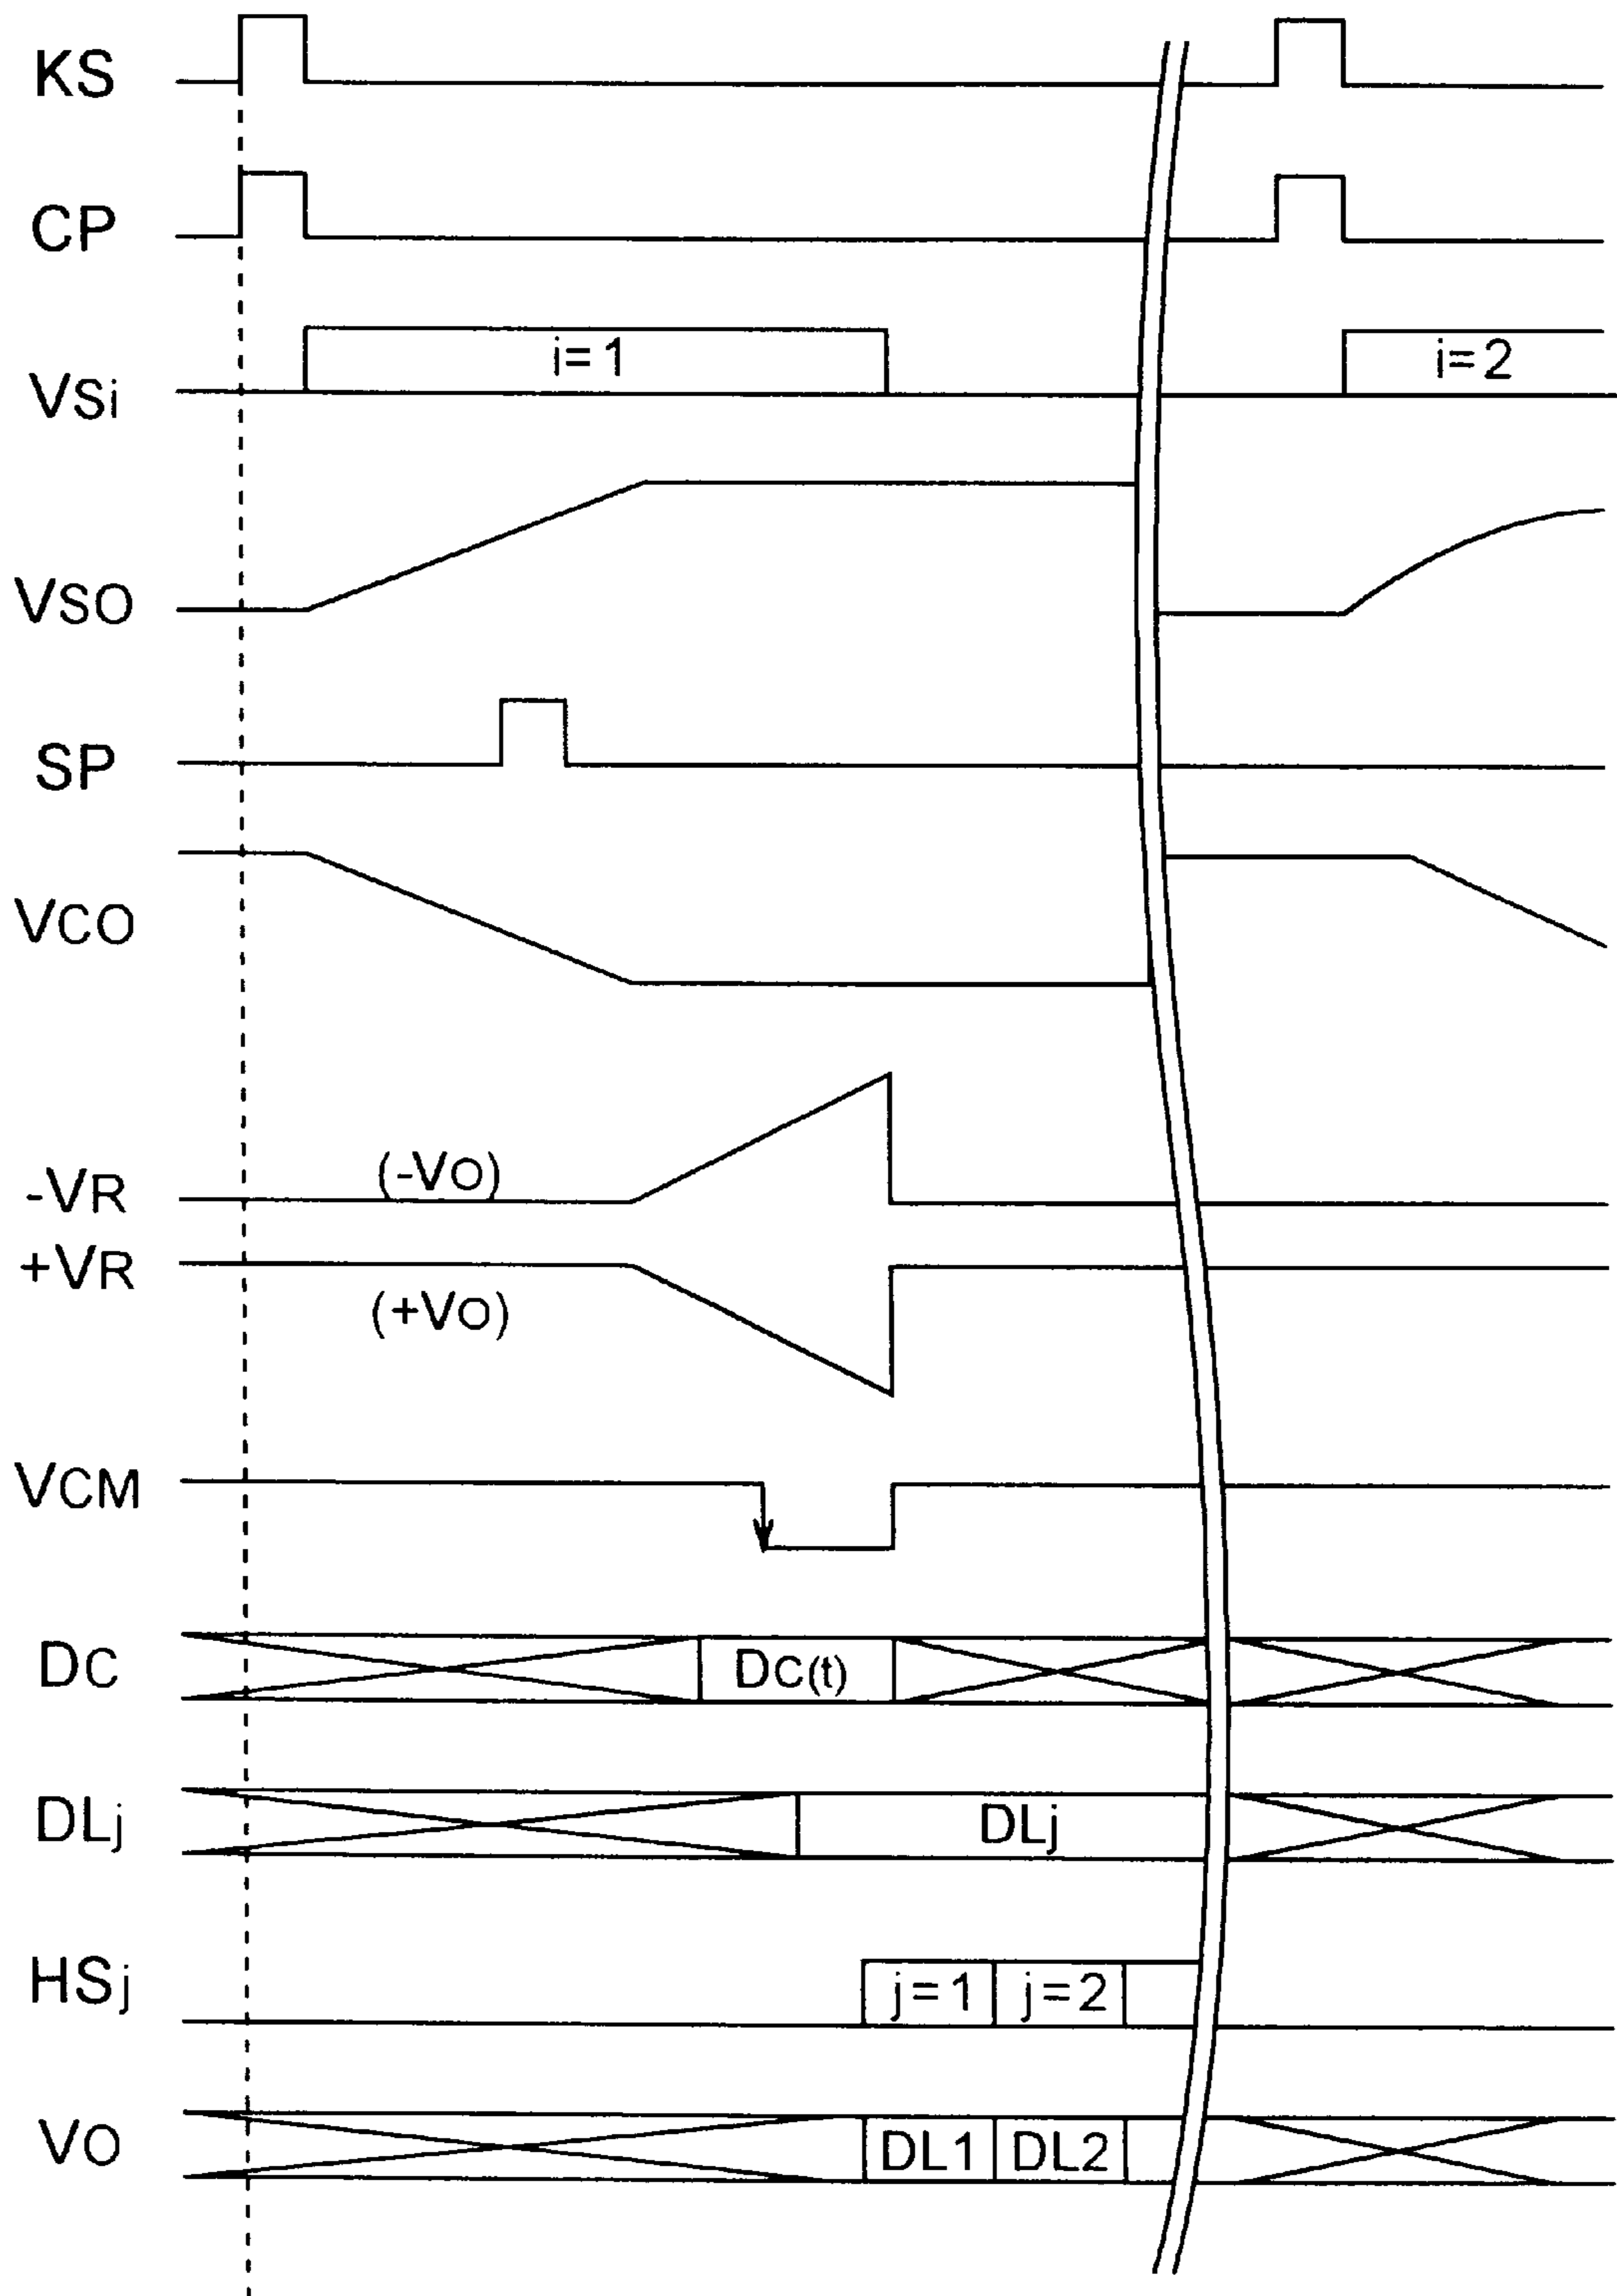 KS
CP
VSi
i=1
i=2
VSO
SP
VCO
-VR
(-VO)
+VR
(+VO)
VCM
DC
DC(t)
DLj
DLj
HSj
j=1
j=2
VO
DL1
DL2